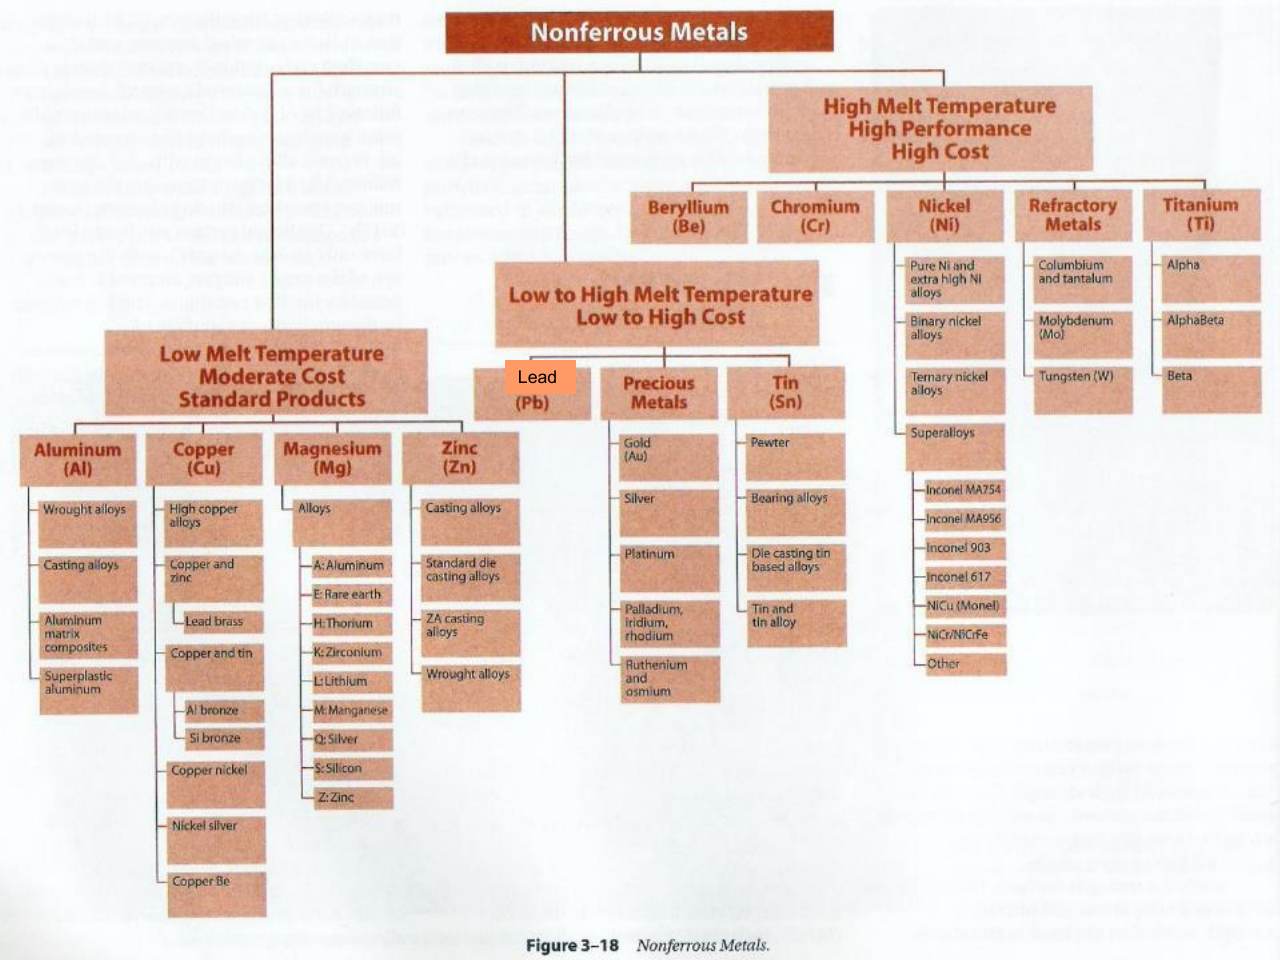 Nonferrous Metals
High Melt Temperature
High Performance
High Cost
Beryllium
(Be)
Chromium
(Cr)
Nickel
(Ni)
Refractory
Metals
Titanium
(Ti)
Pure Ni and
extra high NI
alloys
Binary nickel
alloys
Ternary nickel
alloys
Superalloys
Inconel MA754
Inconel MA956
Inconel 903
Inconel 617
NiCu (Monel)
NiCr/NiCrFe
Other
Columbium
and tantalum
Molybdenum
(Mo)
Tungsten (W)
Alpha
AlphaBeta
Beta
Low to High Melt Temperature
Low to High Cost
Lead
(Pb)
Precious
Metals
Tin
(Sn)
Gold
(Au)
Silver
Platinum
Palladium,
iridium,
rhodium
Ruthenium
and
osmium
Pewter
Bearing alloys
Die casting tin
based alloys
Tin and
tin alloy
Low Melt Temperature
Moderate Cost
Standard Products
Aluminum
(Al)
Copper
(Cu)
Magnesium
(Mg)
Zinc
(Zn)
Wrought alloys
Casting alloys
Aluminum
matrix
composites
Superplastic
aluminum
High copper
alloys
Copper and
zinc
Lead brass
Copper and tin
Al bronze
Si bronze
Copper nickel
Nickel silver
Copper Be
Alloys
A: Aluminum
E: Rare earth
H: Thorium
K: Zirconium
L: Lithium
M: Manganese
Q: Silver
S: Silicon
Z: Zinc
Casting alloys
Standard die
casting alloys
ZA casting
alloys
Wrought alloys
Figure 3–18 Nonferrous Metals.